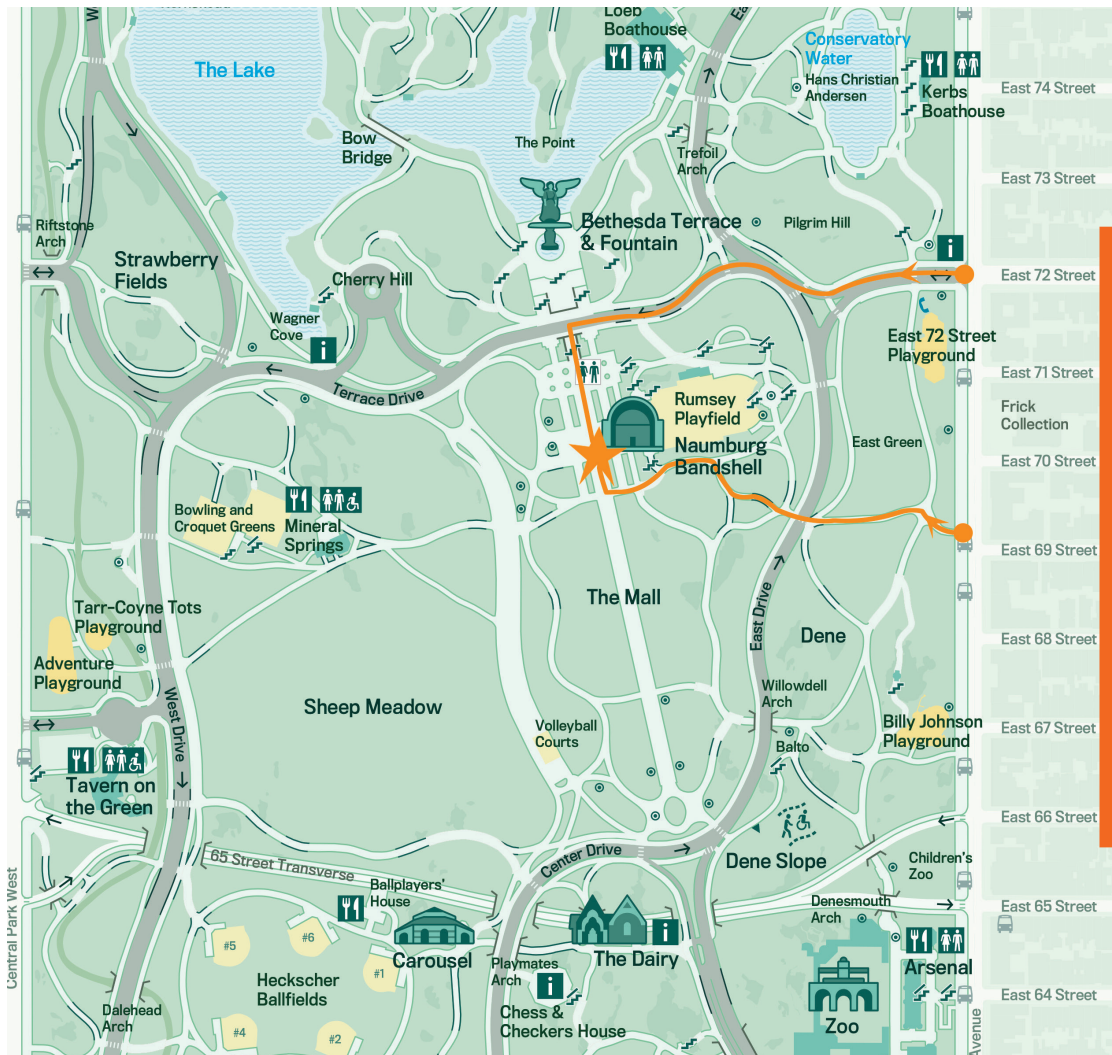 Loeb
Boathouse
The Lake
Conservatory
Water
Hans Christian
Andersen
Kerbs
Boathouse
East 74 Street
Bow
Bridge
The Point
Trefoil
Arch
East 73 Street
Riftstone
Arch
Strawberry
Fields
Cherry Hill
Bethesda Terrace
& Fountain
Pilgrim Hill
East 72 Street
Wagner
Cove
East 72 Street
Playground
East 71 Street
Terrace Drive
Rumsey
Playfield
Naumburg
Bandshell
East Green
Frick
Collection
East 70 Street
Bowling and
Croquet Greens
Mineral
Springs
East 69 Street
The Mall
East Drive
Tarr-Coyne Tots
Playground
Adventure
Playground
Dene
East 68 Street
West Drive
Sheep Meadow
Volleyball
Courts
Willowdell
Arch
Balto
Billy Johnson
Playground
East 67 Street
Tavern on
the Green
East 66 Street
65 Street Transverse
Center Drive
Dene Slope
Children's
Zoo
Ballplayers'
House
Denesmouth
Arch
East 65 Street
Central Park West
#5
#6
#1
Carousel
Playmates
Arch
The Dairy
Arsenal
Heckscher
Ballfields
Chess &
Checkers House
Zoo
East 64 Street
Dalehead
Arch
#4
#2
Avenue